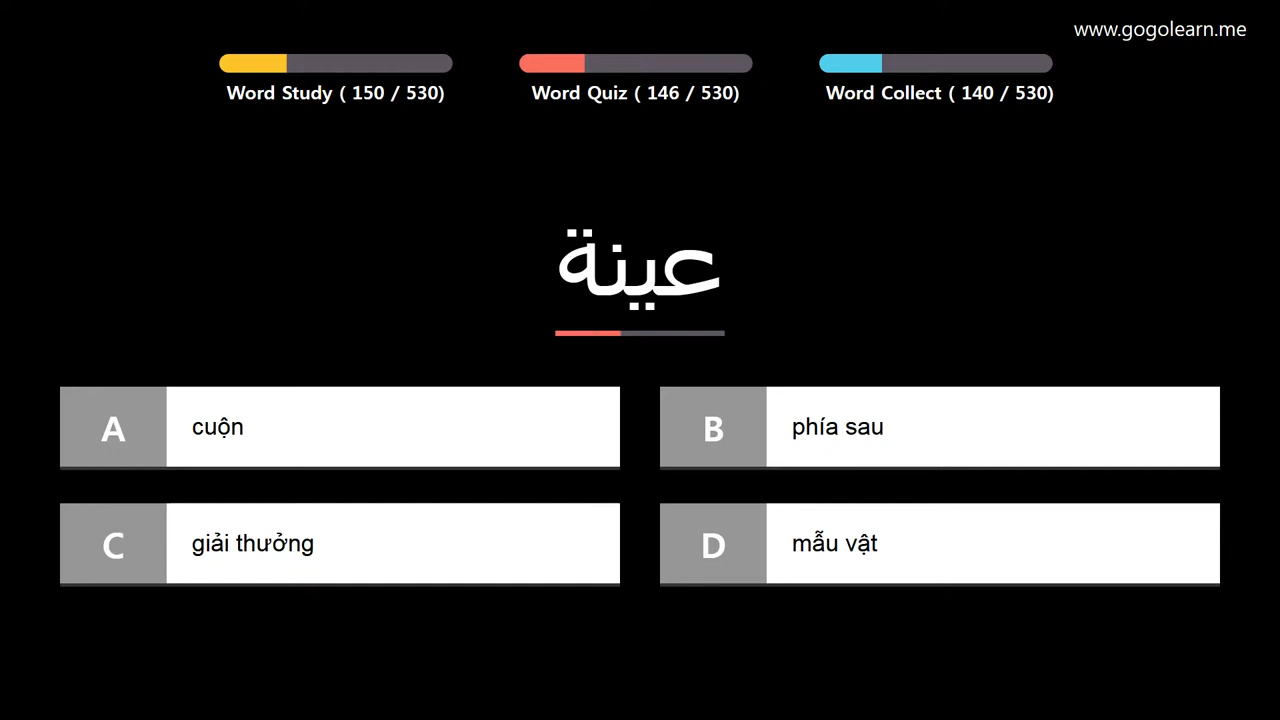 www.gogolearn.me
Word Study ( 150 / 530)
Word Quiz ( 146 / 530)
Word Collect ( 140 / 530)
عينة
A
cuộn
B
phía sau
C
giải thưởng
D
mẫu vật